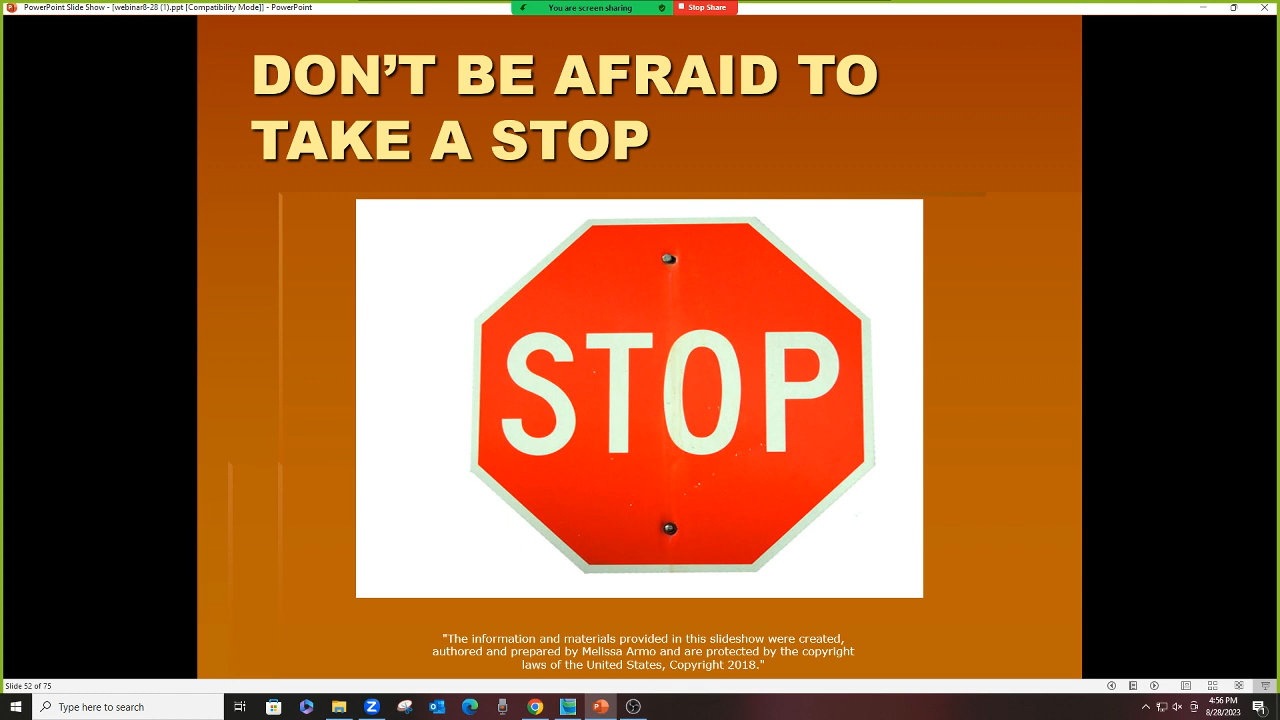 PowerPoint Slide Show - [webinar8-28 (1).ppt [Compatibility Mode]] - PowerPoint
You are screen sharing
Stop Share
DON'T BE AFRAID TO
TAKE A STOP
STOP
"The information and materials provided in this slideshow were created,
authored and prepared by Melissa Armo and are protected by the copyright
laws of the United States, Copyright 2018."
Slide 52 of 75
Type here to search
4:56 PM
8/28/2023